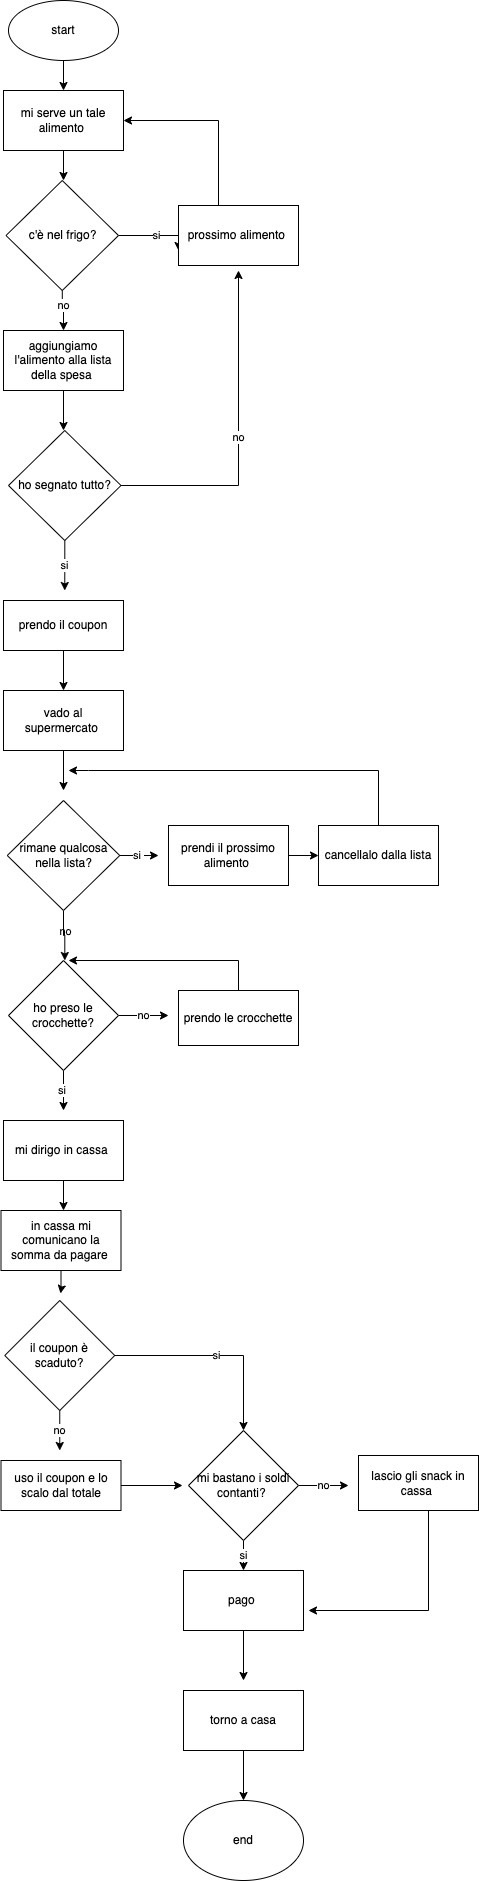 start
mi serve un tale
alimento
c'è nel frigo?
si
prossimo alimento
no
aggiungiamo
l'alimento alla lista
della spesa
no
ho segnato tutto?
si
prendo il coupon
vado al
supermercato
rimane qualcosa
nella lista?
si
prendi il prossimo
alimento
cancellalo dalla lista
no
ho preso le
crocchette?
no
prendo le crocchette
si
mi dirigo in cassa
in cassa mi
comunicano la
somma da pagare
il coupon è
scaduto?
si
no
uso il coupon e lo
scalo dal totale
mi bastano i soldi
contanti?
no
lascio gli snack in
cassa
si
pago
torno a casa
end